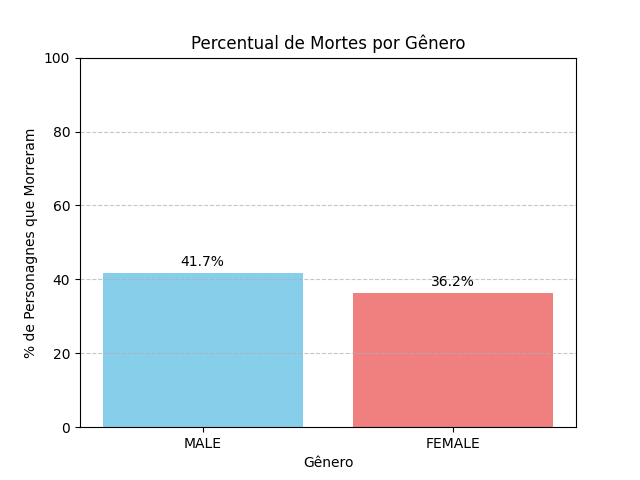 Percentual de Mortes por Gênero
% de Personagnes que Morreram
100
80
60
40
20
0
41.7%
36.2%
MALE
FEMALE
Gênero